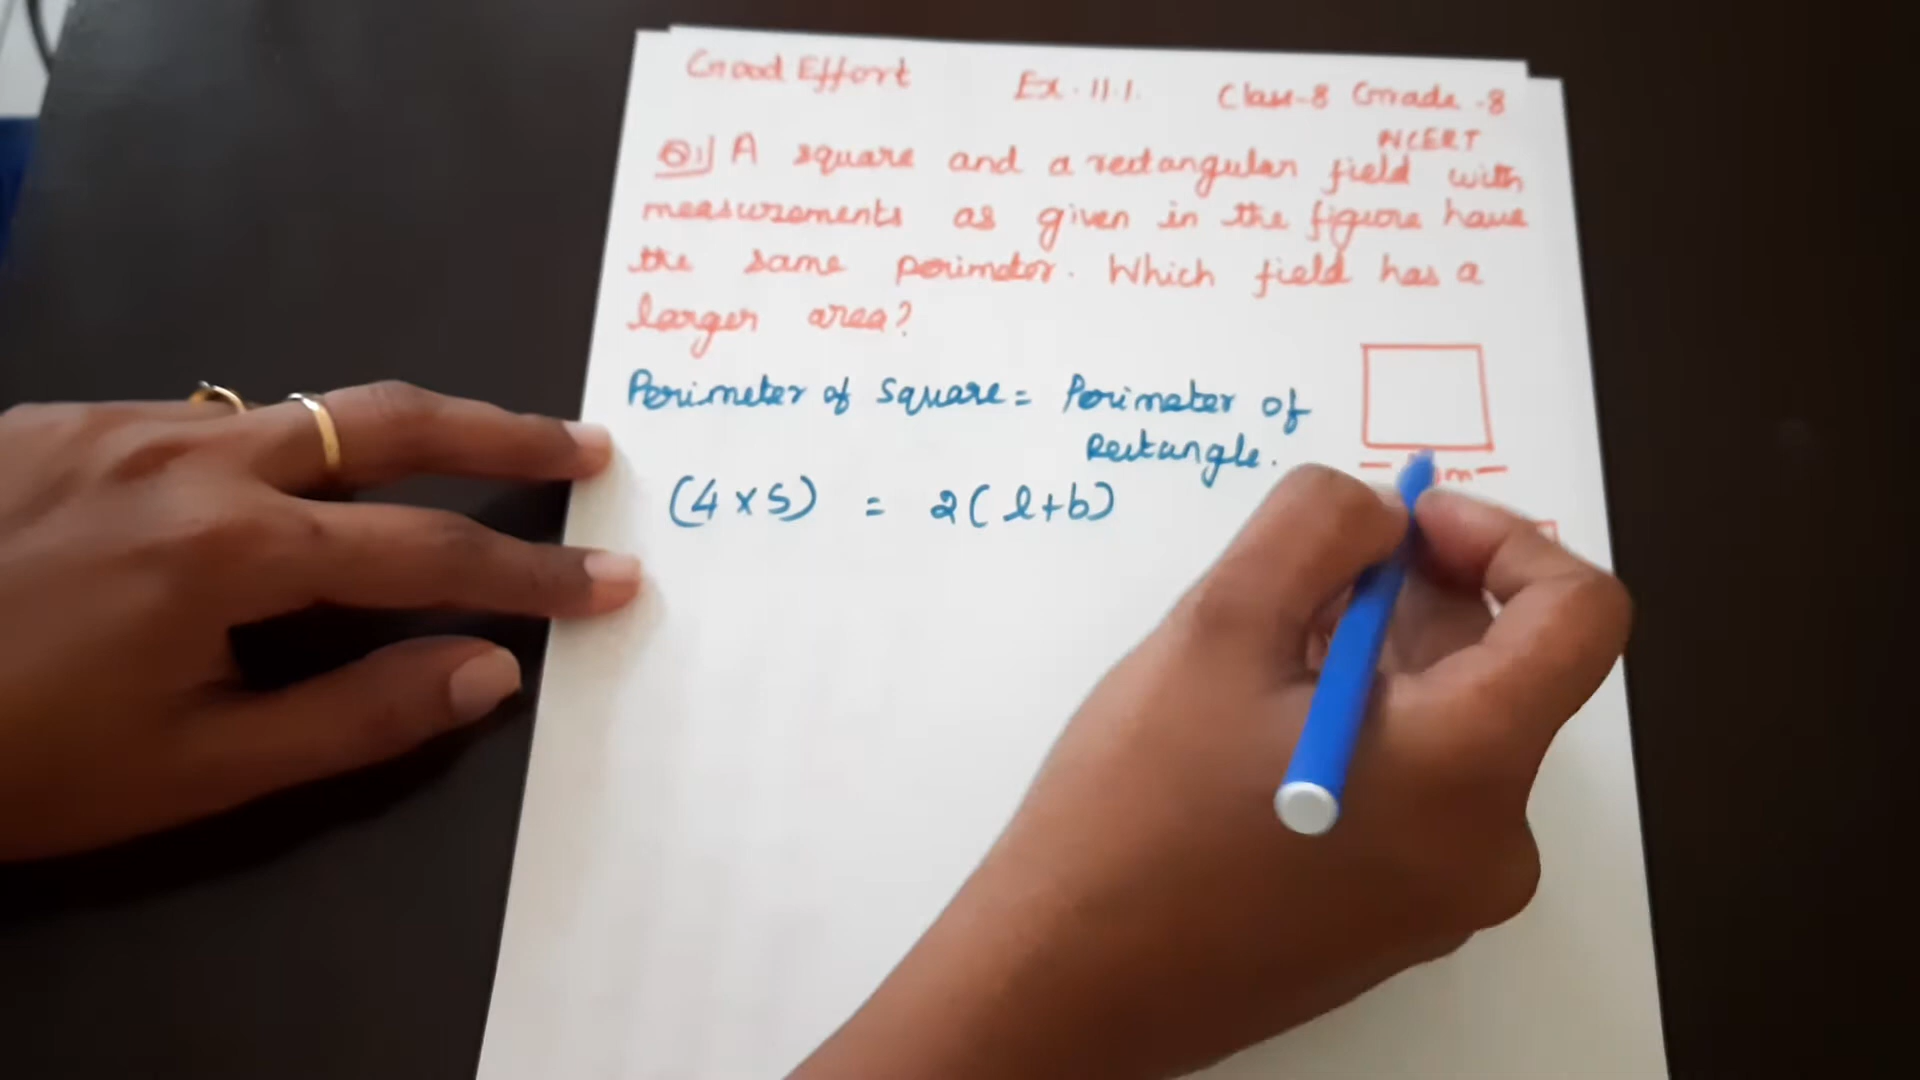 Good Effort Ex. 11.1. Class-8 Grade-8
NCERT
Q1) A square and a rectangular field with
measurements as given in the figure have
the same perimeter. Which field has a
larger area?
Perimeter of Square = Perimeter of
Rectangle.
(4 × S) = 2( l+b)
m